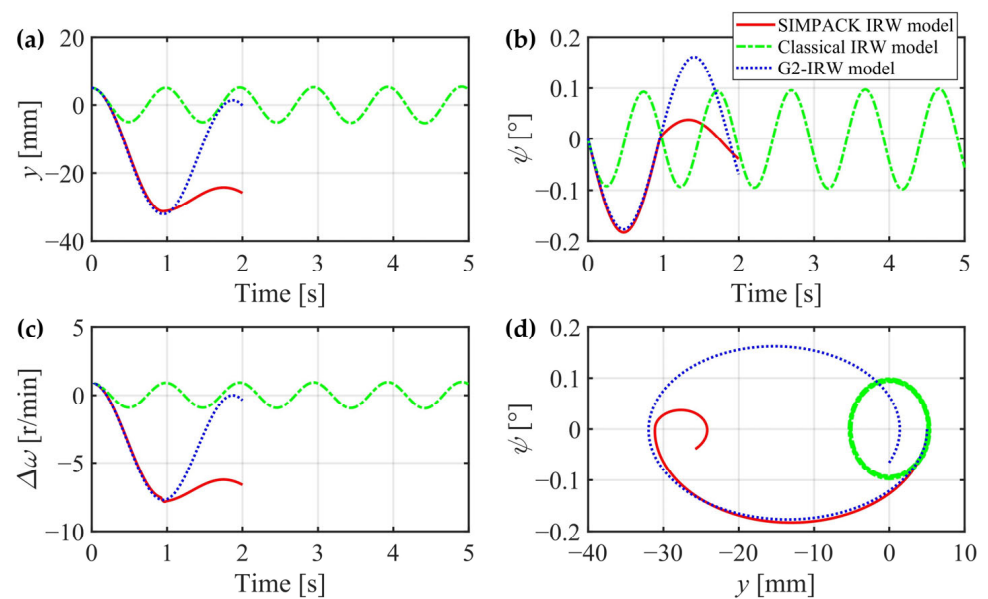 (a)
20
0
−20
−40
y [mm]
0 1 2 3 4 5
Time [s]
(b)
SIMPACK IRW model
Classical IRW model
G2-IRW model
0.2
0.1
0
−0.1
−0.2
ψ [°]
0 1 2 3 4 5
Time [s]
(c)
5
0
−5
−10
Δω [r/min]
0 1 2 3 4 5
Time [s]
(d)
0.2
0.1
0
−0.1
−0.2
ψ [°]
−40 −30 −20 −10 0 10
y [mm]